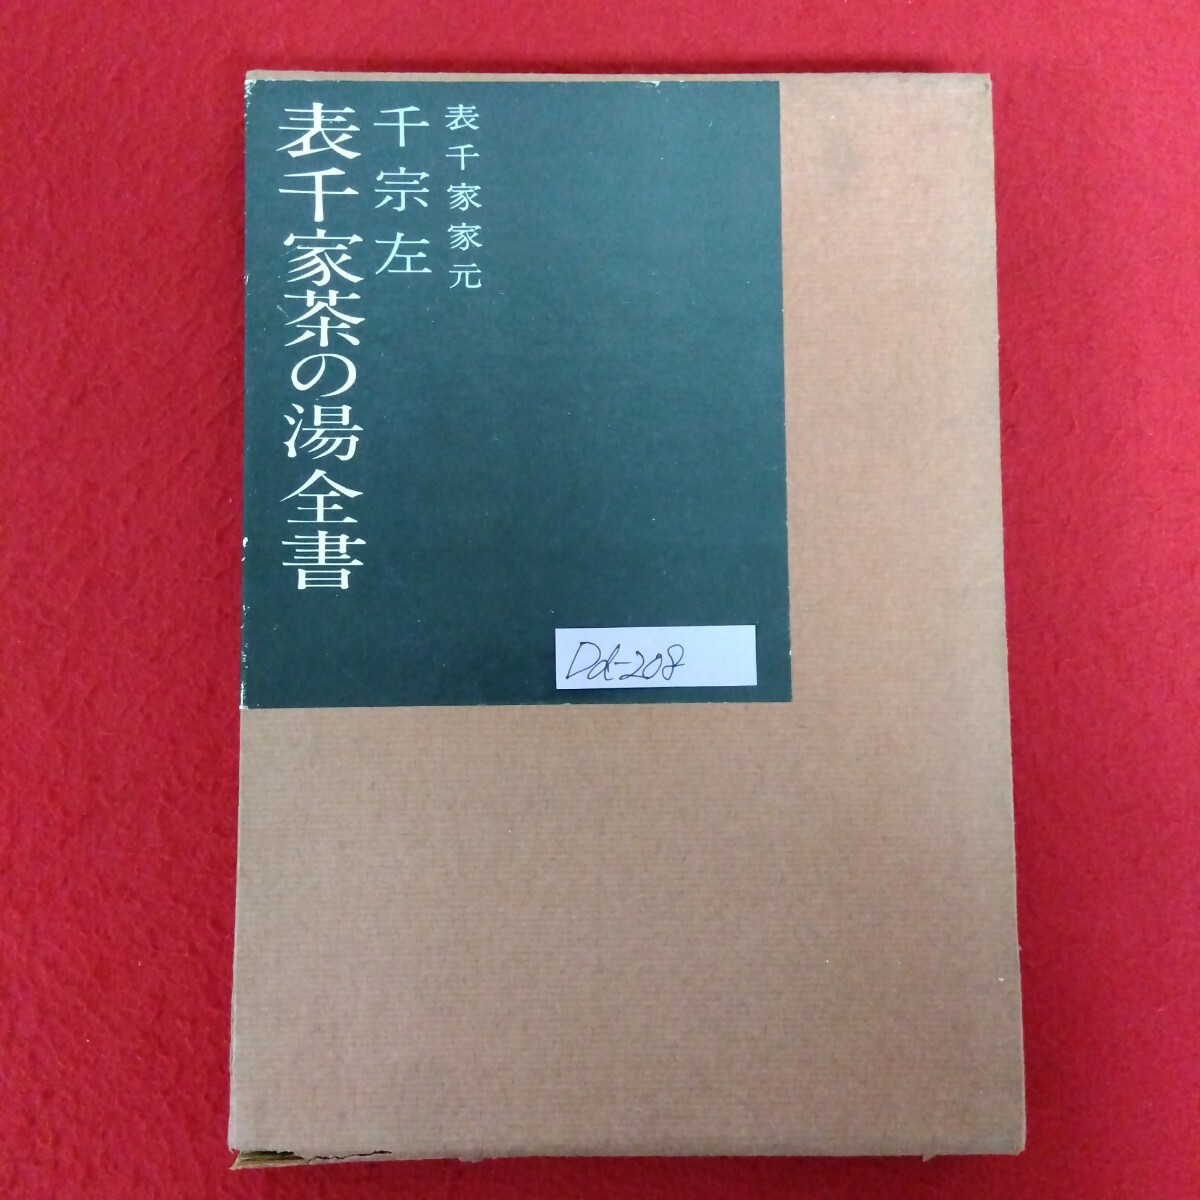 表千家家元
千宗左
表千家茶の湯全書
Dd-208